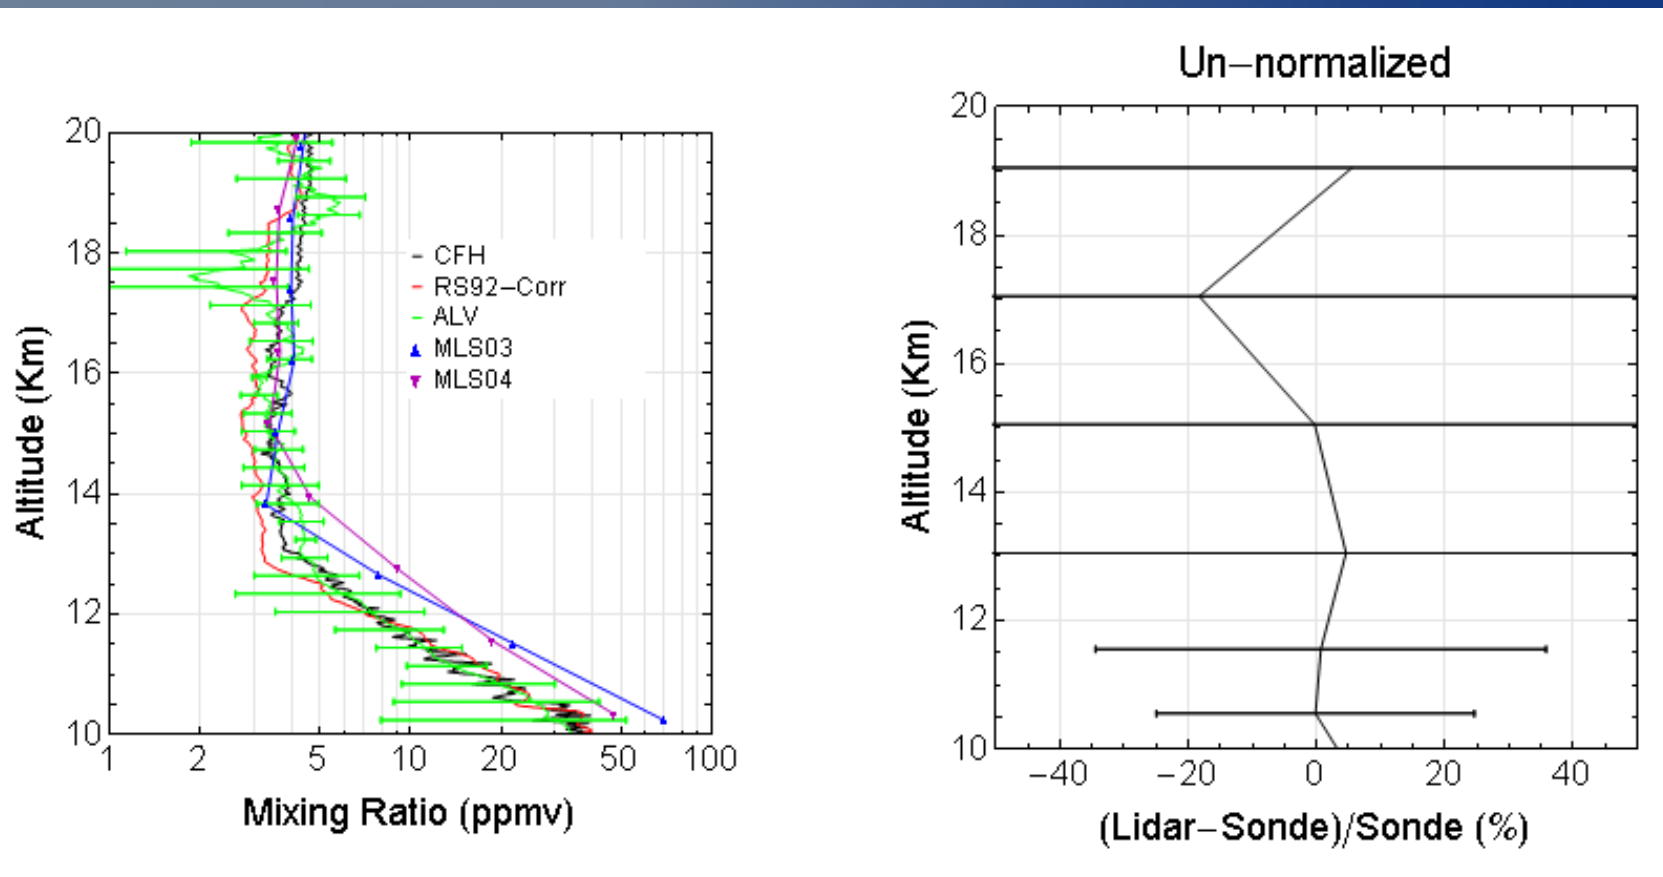 20
18
16
14
12
10
Altitude (Km)
1 2 5 10 20 50 100
Mixing Ratio (ppmv)
CFH
RS92-Corr
ALV
MLS03
MLS04
Un-normalized
20
18
16
14
12
10
Altitude (Km)
-40 -20 0 20 40
(Lidar-Sonde)/Sonde (%)